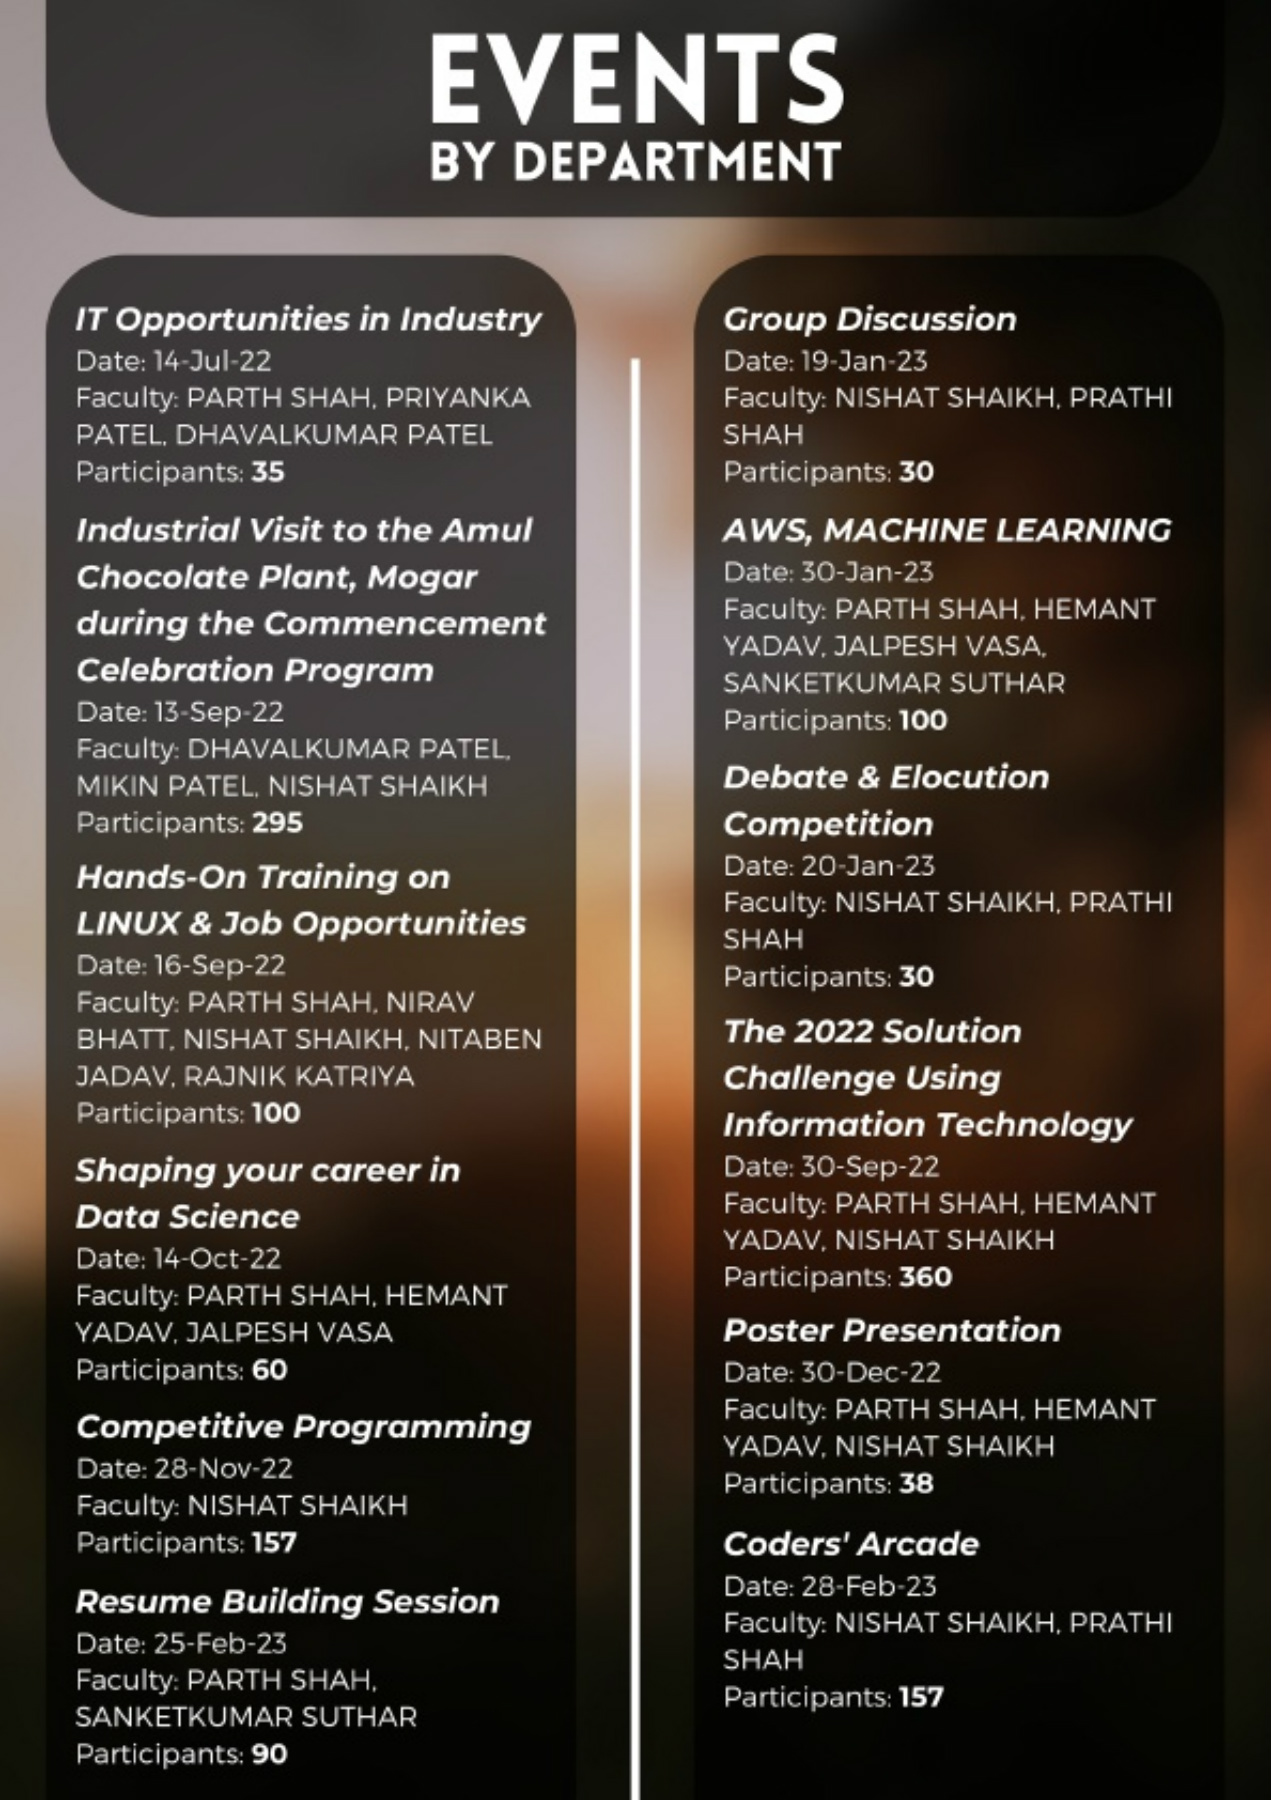 EVENTS
BY DEPARTMENT
IT Opportunities in Industry
Date: 14-Jul-22
Faculty: PARTH SHAH, PRIYANKA
PATEL, DHAVALKUMAR PATEL
Participants: 35
Industrial Visit to the Amul
Chocolate Plant, Mogar
during the Commencement
Celebration Program
Date: 13-Sep-22
Faculty: DHAVALKUMAR PATEL,
MIKIN PATEL, NISHAT SHAIKH
Participants: 295
Hands-On Training on
LINUX & Job Opportunities
Date: 16-Sep-22
Faculty: PARTH SHAH, NIRAV
BHATT, NISHAT SHAIKH, NITABEN
JADAV, RAJNIK KATRIYA
Participants: 100
Shaping your career in
Data Science
Date: 14-Oct-22
Faculty: PARTH SHAH, HEMANT
YADAV, JALPESH VASA
Participants: 60
Competitive Programming
Date: 28-Nov-22
Faculty: NISHAT SHAIKH
Participants: 157
Resume Building Session
Date: 25-Feb-23
Faculty: PARTH SHAH,
SANKETKUMAR SUTHAR
Participants: 90
Group Discussion
Date: 19-Jan-23
Faculty: NISHAT SHAIKH, PRATHI
SHAH
Participants: 30
AWS, MACHINE LEARNING
Date: 30-Jan-23
Faculty: PARTH SHAH, HEMANT
YADAV, JALPESH VASA,
SANKETKUMAR SUTHAR
Participants: 100
Debate & Elocution
Competition
Date: 20-Jan-23
Faculty: NISHAT SHAIKH, PRATHI
SHAH
Participants: 30
The 2022 Solution
Challenge Using
Information Technology
Date: 30-Sep-22
Faculty: PARTH SHAH, HEMANT
YADAV, NISHAT SHAIKH
Participants: 360
Poster Presentation
Date: 30-Dec-22
Faculty: PARTH SHAH, HEMANT
YADAV, NISHAT SHAIKH
Participants: 38
Coders' Arcade
Date: 28-Feb-23
Faculty: NISHAT SHAIKH, PRATHI
SHAH
Participants: 157